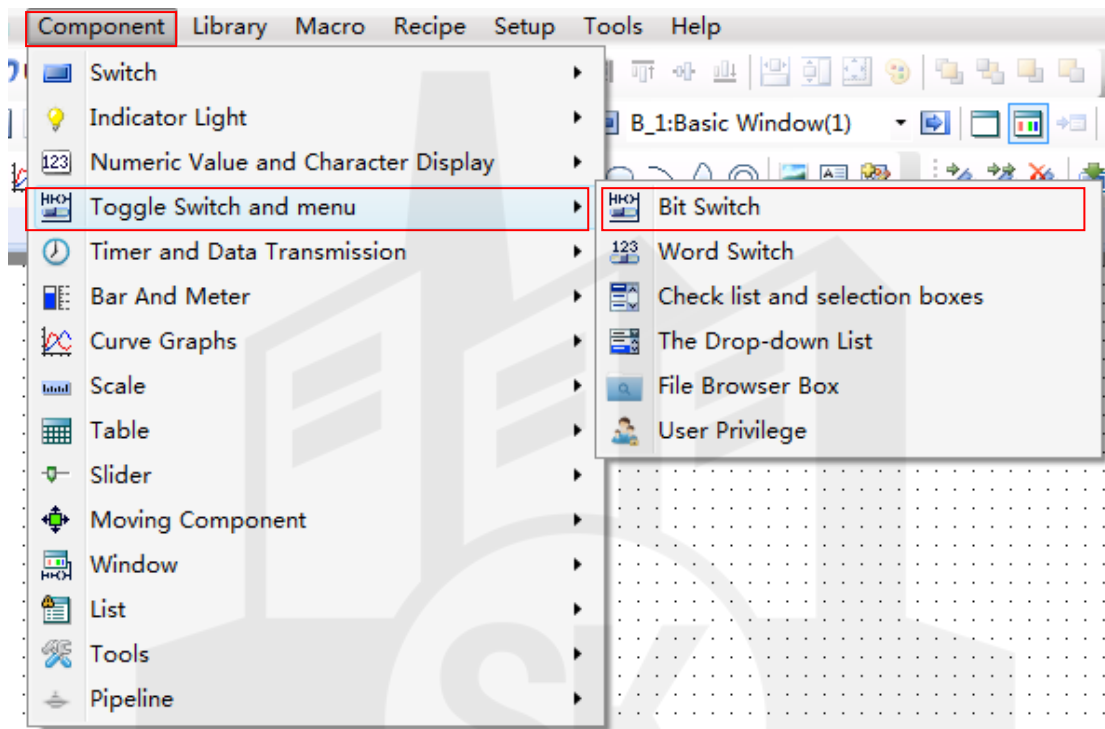 Component Library Macro Recipe Setup Tools Help
Switch
Indicator Light
B_1:Basic Window(1)
123 Numeric Value and Character Display
Toggle Switch and menu
Bit Switch
Timer and Data Transmission
123 Word Switch
Bar And Meter
Check list and selection boxes
Curve Graphs
The Drop-down List
Scale
File Browser Box
Table
User Privilege
Slider
Moving Component
Window
List
Tools
Pipeline
SK